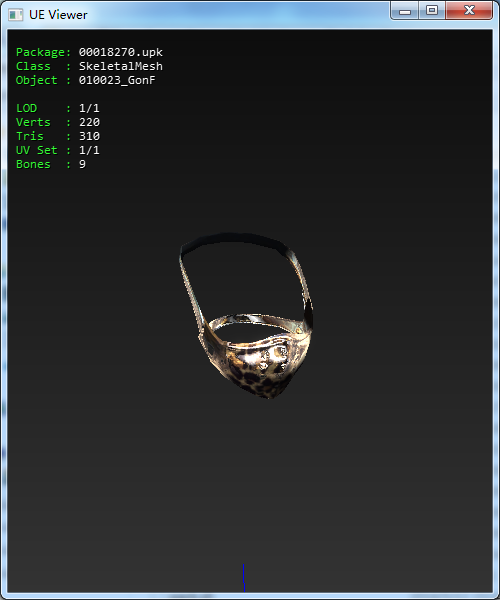 UE Viewer
Package: 00018270.upk
Class : SkeletalMesh
Object : 010023_GonF
LOD : 1/1
Verts : 220
Tris : 310
UV Set : 1/1
Bones : 9